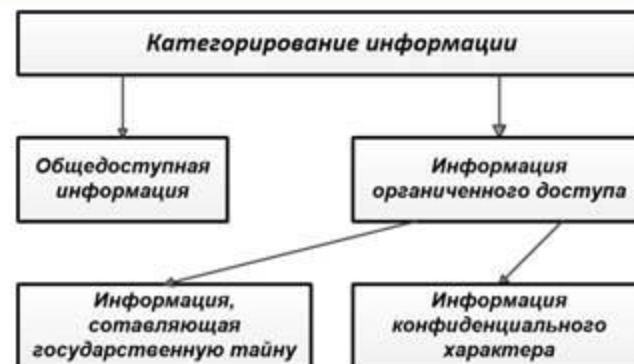 Категорирование информации
Общедоступная
информация
Информация
органиченного доступа
Информация,
сотавляющая
государственную тайну
Информация
конфиденциального
характера